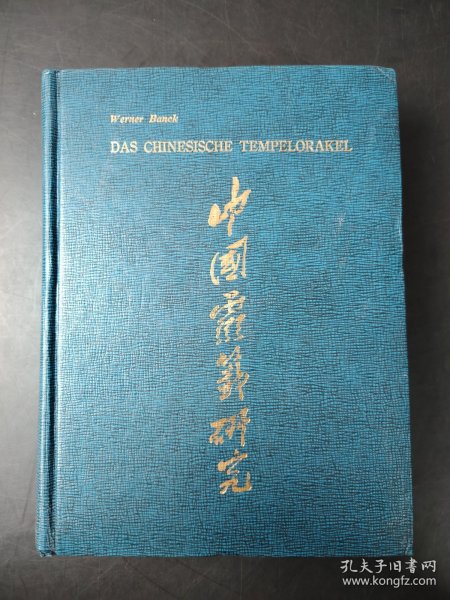 Werner Banck
DAS CHINESISCHE TEMPELORAKEL
中國靈籤研究
孔夫子旧书网
www.kongfz.com